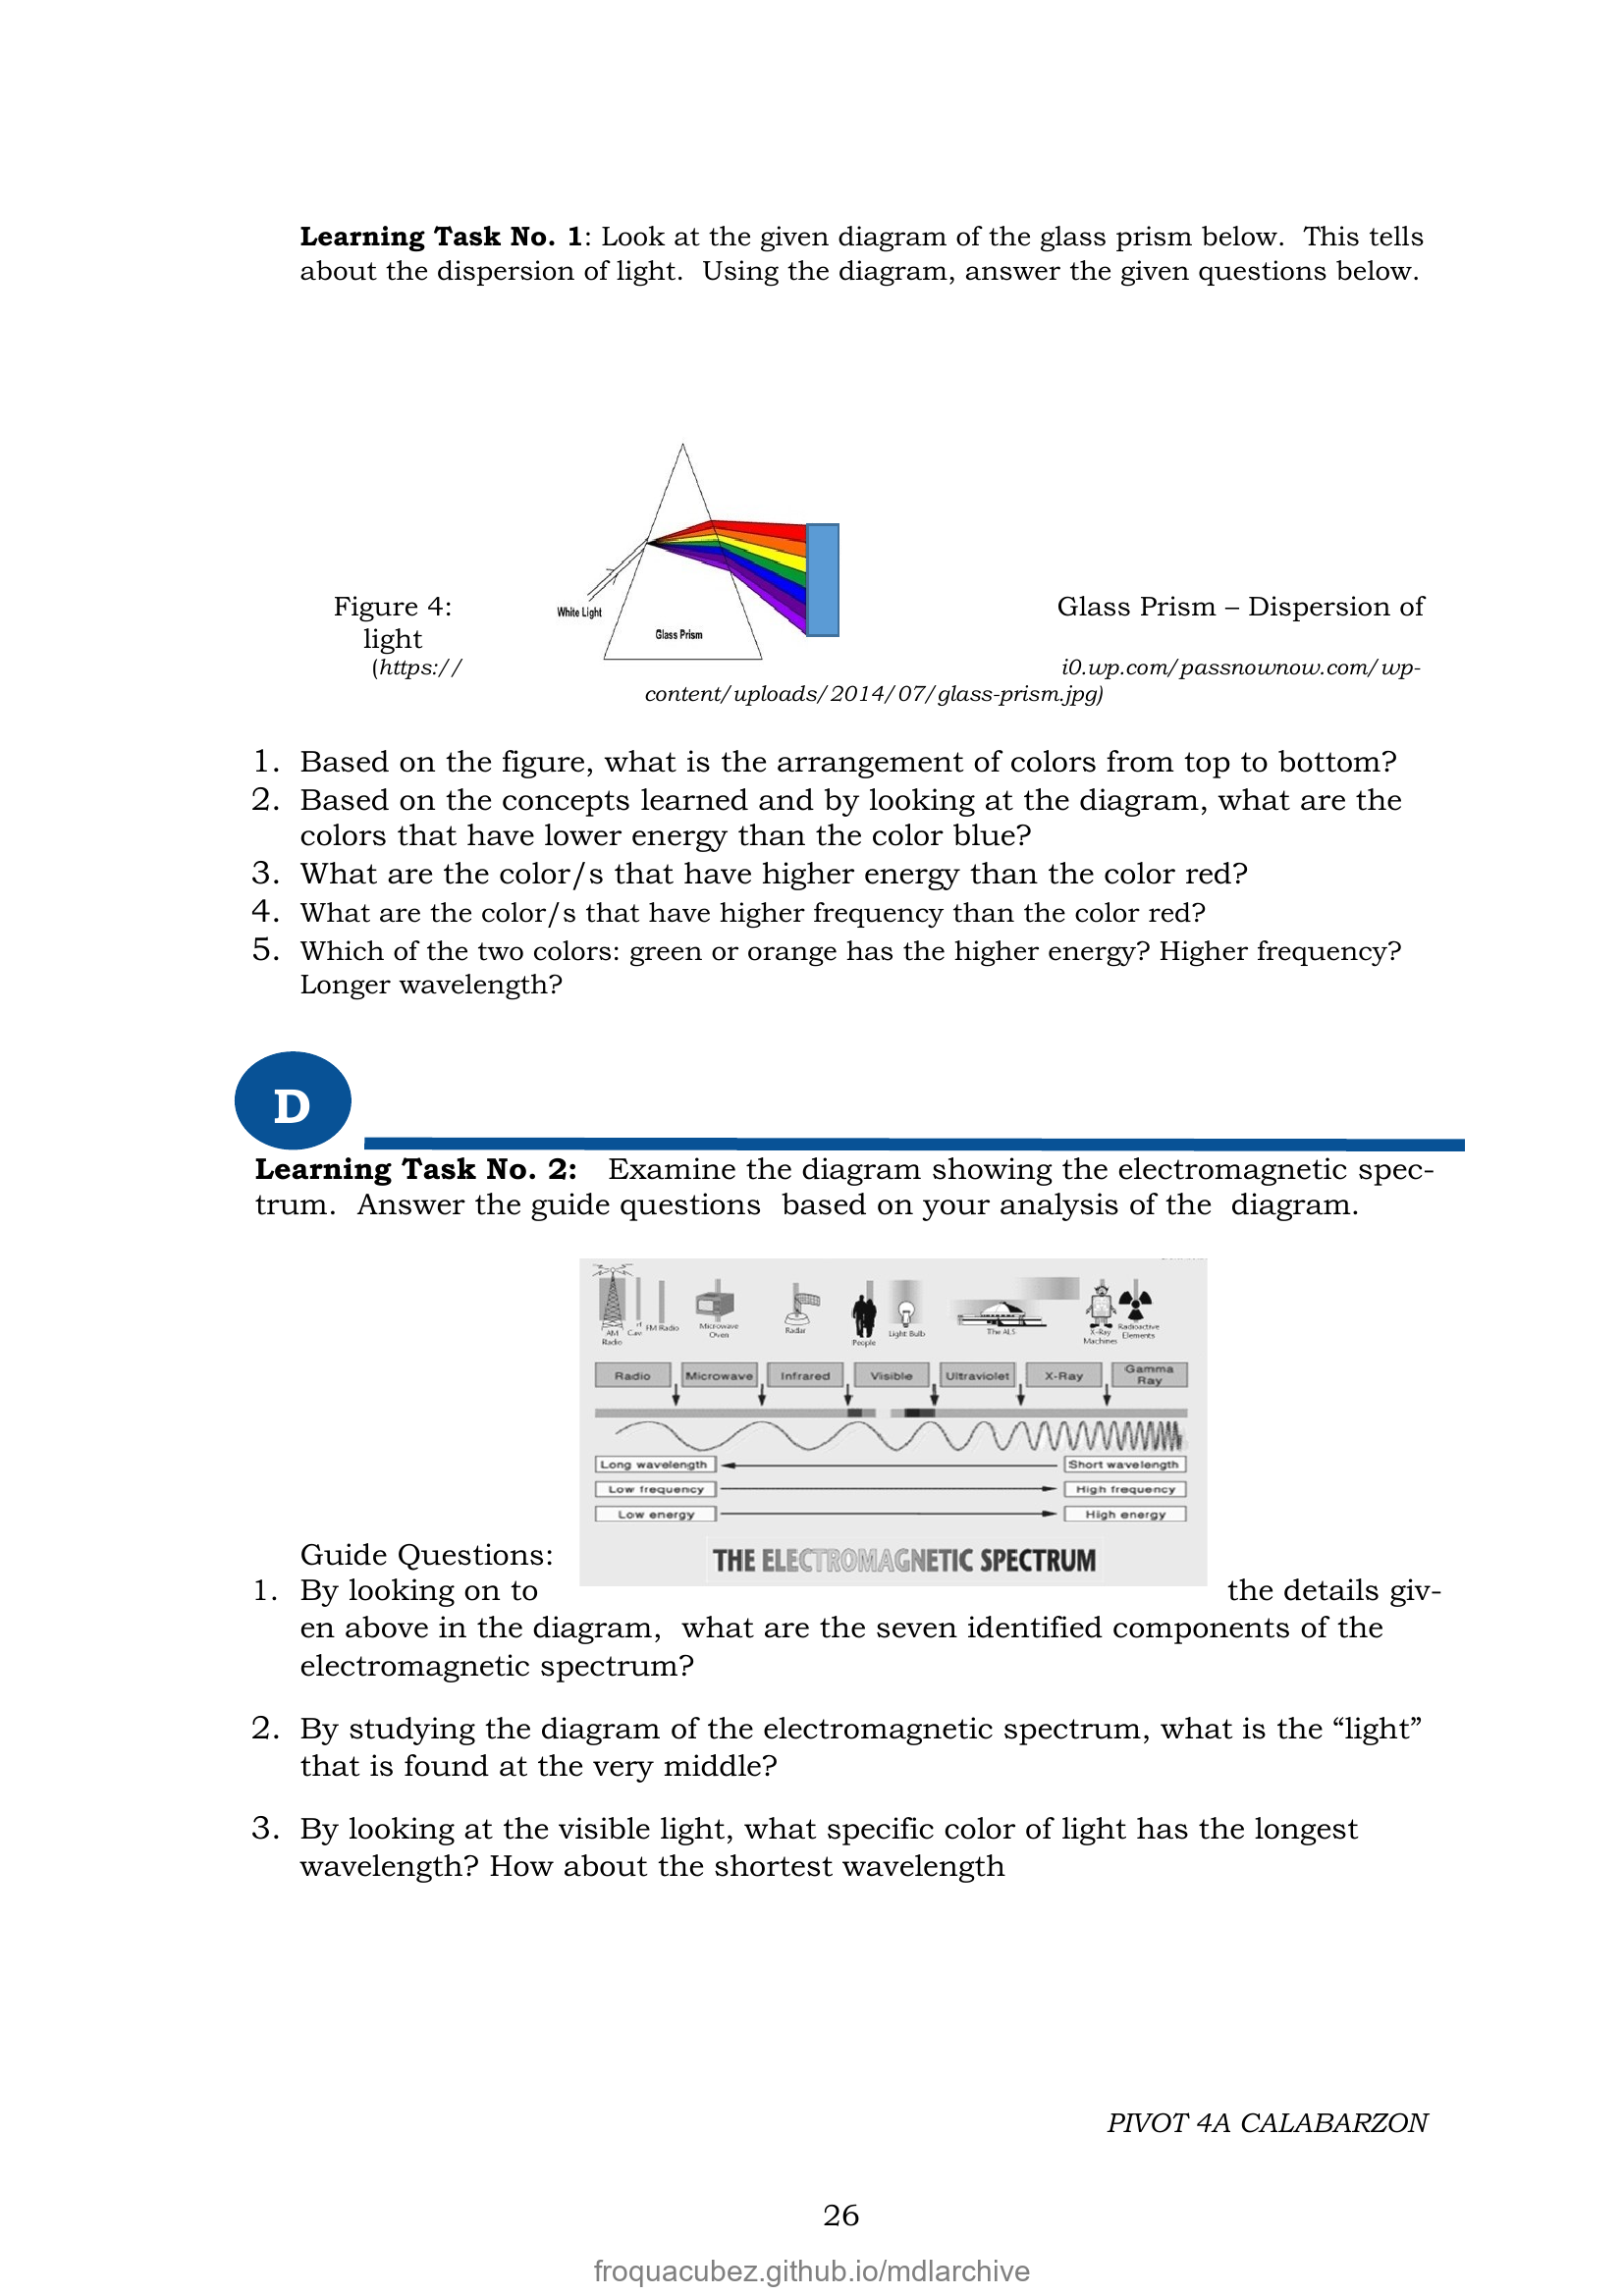 Learning Task No. 1: Look at the given diagram of the glass prism below. This tells
about the dispersion of light. Using the diagram, answer the given questions below.
White Light
Glass Prism
Figure 4: Glass Prism – Dispersion of
light
(https:// i0.wp.com/passnownow.com/wp-
content/uploads/2014/07/glass-prism.jpg)
1. Based on the figure, what is the arrangement of colors from top to bottom?
2. Based on the concepts learned and by looking at the diagram, what are the
colors that have lower energy than the color blue?
3. What are the color/s that have higher energy than the color red?
4. What are the color/s that have higher frequency than the color red?
5. Which of the two colors: green or orange has the higher energy? Higher frequency?
Longer wavelength?
D
Learning Task No. 2: Examine the diagram showing the electromagnetic spec-
trum. Answer the guide questions based on your analysis of the diagram.
AM Radio
FM Radio
Microwave Oven
Radar
People
Light Bulb
The ALS
X-Ray Machines
Radioactive Elements
Radio Microwave Infrared Visible Ultraviolet X-Ray Gamma Ray
Long wavelength Short wavelength
Low frequency High frequency
Low energy High energy
THE ELECTROMAGNETIC SPECTRUM
Guide Questions:
1. By looking on to the details giv-
en above in the diagram, what are the seven identified components of the
electromagnetic spectrum?
2. By studying the diagram of the electromagnetic spectrum, what is the “light”
that is found at the very middle?
3. By looking at the visible light, what specific color of light has the longest
wavelength? How about the shortest wavelength
PIVOT 4A CALABARZON
26
froquacubez.github.io/mdlarchive